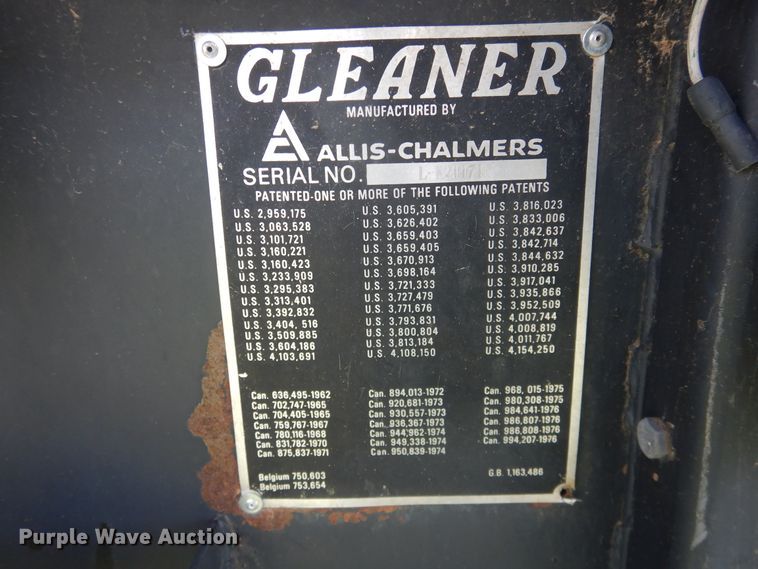 GLEANER
MANUFACTURED BY
ALLIS-CHALMERS
SERIAL NO.
PATENTED-ONE OR MORE OF THE FOLLOWING PATENTS
U.S. 2,959,175 U.S. 3,605,391 U.S. 3,816,023
U.S. 3,063,528 U.S. 3,626,402 U.S. 3,833,006
U.S. 3,101,721 U.S. 3,659,403 U.S. 3,842,637
U.S. 3,160,221 U.S. 3,659,405 U.S. 3,842,714
U.S. 3,160,423 U.S. 3,670,913 U.S. 3,844,632
U.S. 3,233,909 U.S. 3,698,164 U.S. 3,910,285
U.S. 3,295,383 U.S. 3,721,333 U.S. 3,917,041
U.S. 3,313,401 U.S. 3,727,479 U.S. 3,935,866
U.S. 3,392,832 U.S. 3,771,676 U.S. 3,952,509
U.S. 3,404, 516 U.S. 3,793,831 U.S. 4,007,744
U.S. 3,509,885 U.S. 3,800,804 U.S. 4,008,819
U.S. 3,604,186 U.S. 3,813,184 U.S. 4,011,767
U.S. 4,103,691 U.S. 4,108,150 U.S. 4,154,250
Can. 636,495-1962 Can. 894,013-1972 Can. 968, 015-1975
Can. 702,747-1965 Can. 920,681-1973 Can. 980,308-1975
Can. 704,405-1965 Can. 930,557-1973 Can. 984,641-1976
Can. 759,767-1967 Can. 936,367-1973 Can. 986,807-1976
Can. 780,116-1968 Can. 944,962-1974 Can. 986,808-1976
Can. 831,782-1970 Can. 949,338-1974 Can. 994,207-1976
Can. 875,837-1971 Can. 950,839-1974
Belgium 750,603 G.B. 1,163,486
Belgium 753,654
Purple Wave Auction